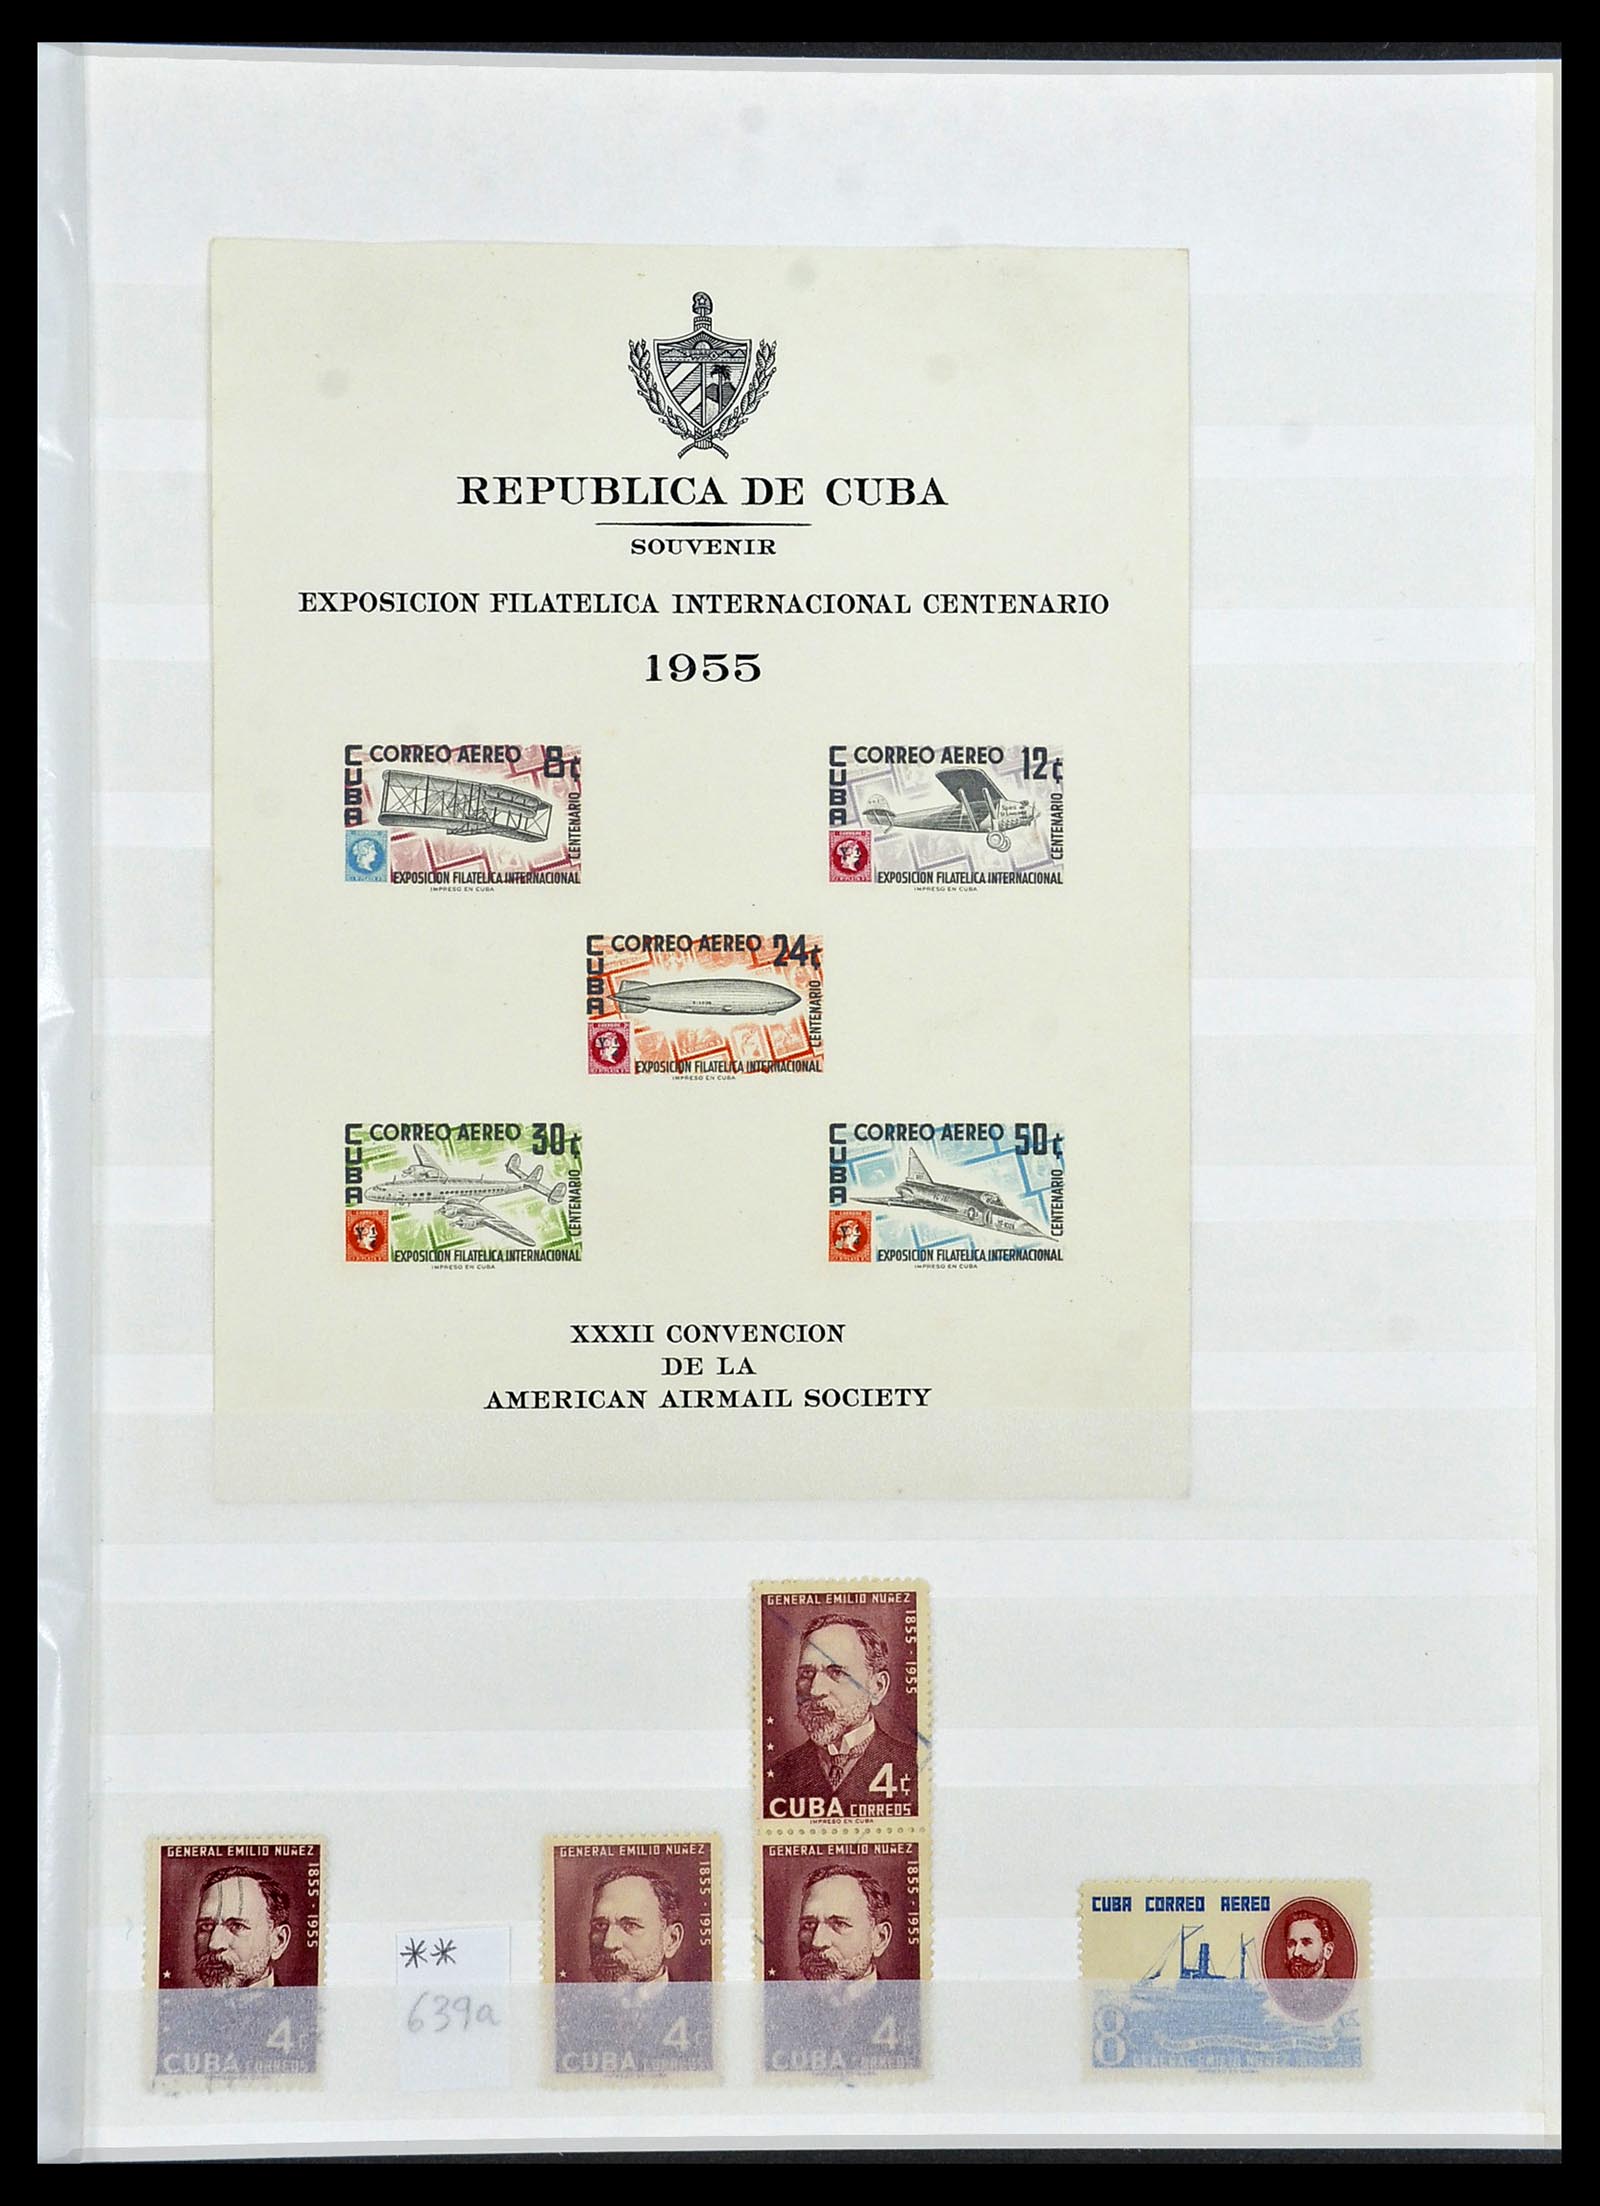 REPUBLICA DE CUBA
SOUVENIR
EXPOSICION FILATELICA INTERNACIONAL CENTENARIO
1955
CUBA
CORREO AEREO 8¢
CENTENARIO
EXPOSICION FILATELICA INTERNACIONAL
IMPRESO EN CUBA
CUBA
CORREO AEREO 12¢
CENTENARIO
EXPOSICION FILATELICA INTERNACIONAL
IMPRESO EN CUBA
CUBA
CORREO AEREO 24¢
CENTENARIO
EXPOSICION FILATELICA INTERNACIONAL
IMPRESO EN CUBA
CUBA
CORREO AEREO 30¢
CENTENARIO
EXPOSICION FILATELICA INTERNACIONAL
IMPRESO EN CUBA
CUBA
CORREO AEREO 50¢
CENTENARIO
EXPOSICION FILATELICA INTERNACIONAL
IMPRESO EN CUBA
XXXII CONVENCION
DE LA
AMERICAN AIRMAIL SOCIETY
GENERAL EMILIO NUÑEZ
1855 - 1955
4¢
CUBA CORREOS
IMPRESO EN CUBA
GENERAL EMILIO NUÑEZ
1855 - 1955
4¢
CUBA CORREOS
**
639a
GENERAL EMILIO NUÑEZ
1855 - 1955
4¢
CUBA CORREOS
GENERAL EMILIO NUÑEZ
1855 - 1955
4¢
CUBA CORREOS
CUBA CORREO AEREO
8
GENERAL EMILIO NUÑEZ 1855-1955
IMPRESO EN CUBA